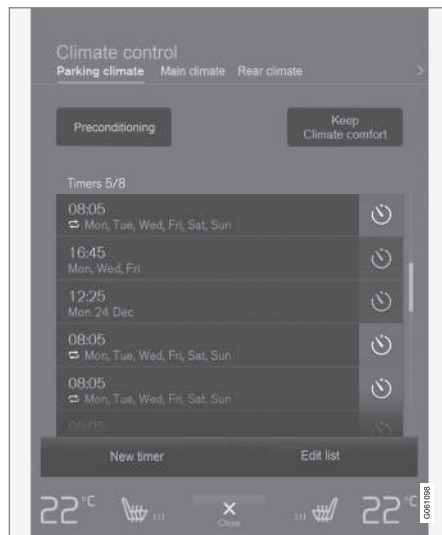 Climate control
Parking climate Main climate Rear climate
Preconditioning
Keep
Climate comfort
Timers 5/8
08:05
Mon, Tue, Wed, Fri, Sat, Sun
16:45
Mon, Wed, Fri
12:25
Mon 24 Dec
08:05
Mon, Tue, Wed, Fri, Sat, Sun
08:05
Mon, Tue, Wed, Fri, Sat, Sun
08:05
New timer Edit list
22°C 22°C
Close
G061098